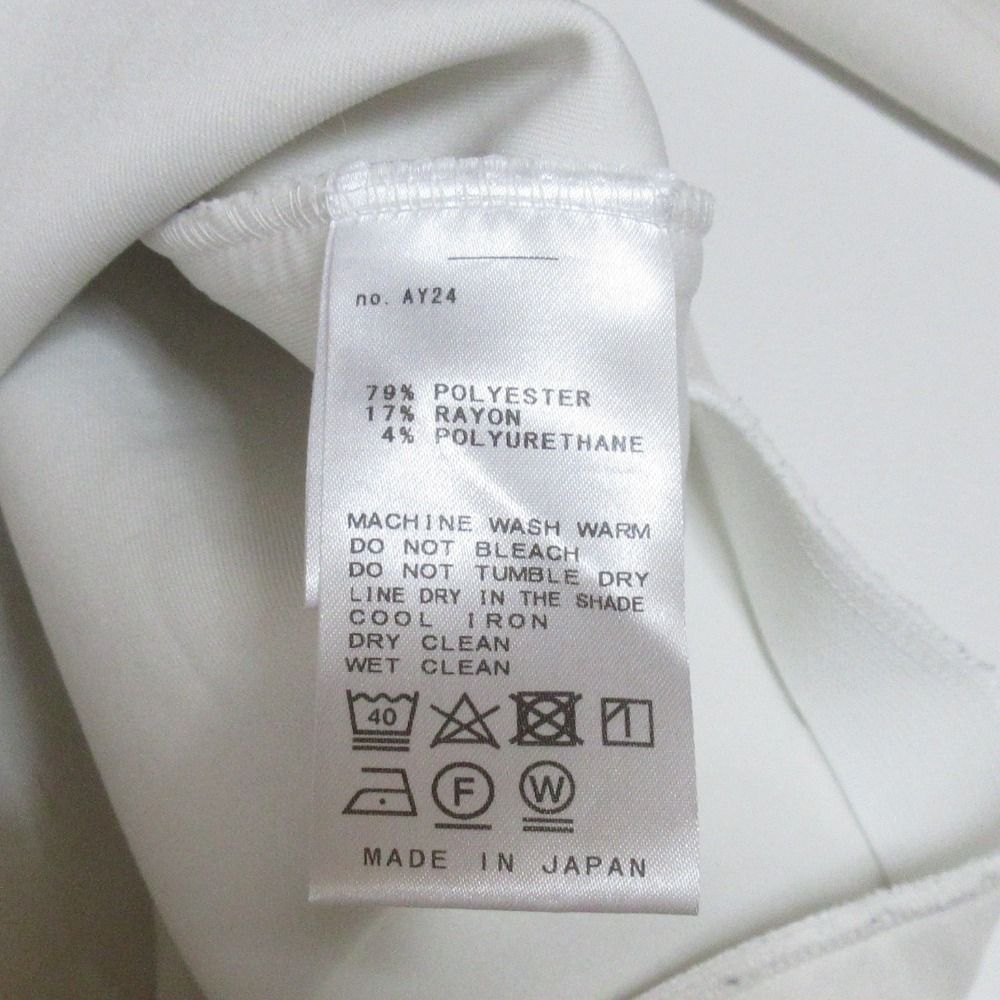 no. AY24
79% POLYESTER
17% RAYON
4% POLYURETHANE
MACHINE WASH WARM
DO NOT BLEACH
DO NOT TUMBLE DRY
LINE DRY IN THE SHADE
COOL IRON
DRY CLEAN
WET CLEAN
40
F W
MADE IN JAPAN